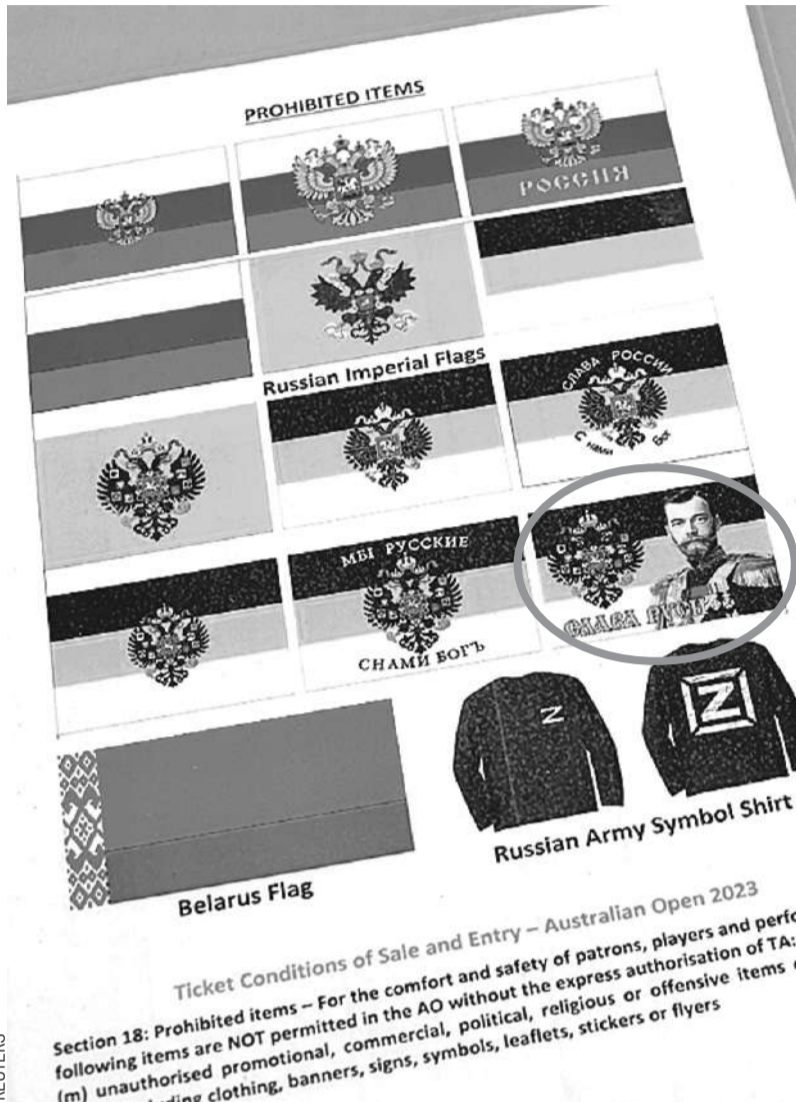 PROHIBITED ITEMS
РОССИЯ
Russian Imperial Flags
СЛАВА РОССИИ
С нами Бог
МЫ РУССКИЕ
СНАМИ БОГЪ
СЛАВА РУСИ
Z
Z
Belarus Flag
Russian Army Symbol Shirt
Ticket Conditions of Sale and Entry – Australian Open 2023
Section 18: Prohibited items – For the comfort and safety of patrons, players and perfo
following items are NOT permitted in the AO without the express authorisation of TA:
(m) unauthorised promotional, commercial, political, religious or offensive items
clothing, banners, signs, symbols, leaflets, stickers or flyers
REUTERS